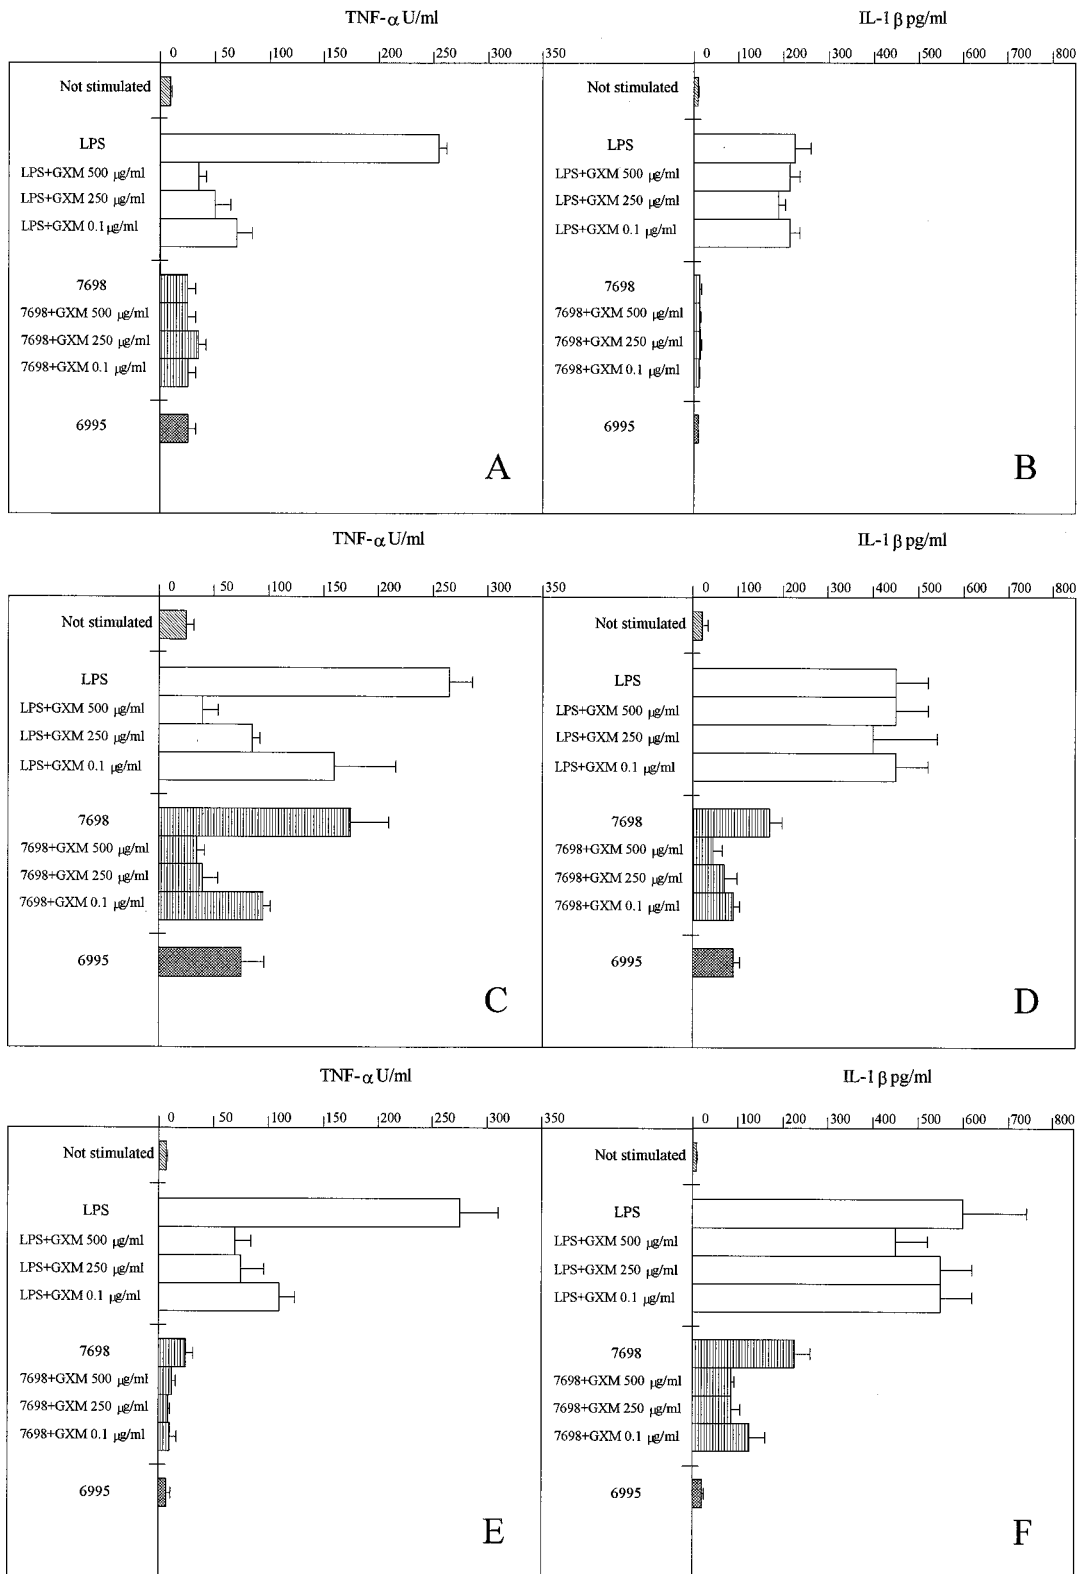 TNF-α U/ml
0 50 100 150 200 250 300 350
Not stimulated
LPS
LPS+GXM 500 μg/ml
LPS+GXM 250 μg/ml
LPS+GXM 0.1 μg/ml
7698
7698+GXM 500 μg/ml
7698+GXM 250 μg/ml
7698+GXM 0.1 μg/ml
6995
A
IL-1 β pg/ml
0 100 200 300 400 500 600 700 800
Not stimulated
LPS
LPS+GXM 500 μg/ml
LPS+GXM 250 μg/ml
LPS+GXM 0.1 μg/ml
7698
7698+GXM 500 μg/ml
7698+GXM 250 μg/ml
7698+GXM 0.1 μg/ml
6995
B
TNF-α U/ml
0 50 100 150 200 250 300 350
Not stimulated
LPS
LPS+GXM 500 μg/ml
LPS+GXM 250 μg/ml
LPS+GXM 0.1 μg/ml
7698
7698+GXM 500 μg/ml
7698+GXM 250 μg/ml
7698+GXM 0.1 μg/ml
6995
C
IL-1 β pg/ml
0 100 200 300 400 500 600 700 800
Not stimulated
LPS
LPS+GXM 500 μg/ml
LPS+GXM 250 μg/ml
LPS+GXM 0.1 μg/ml
7698
7698+GXM 500 μg/ml
7698+GXM 250 μg/ml
7698+GXM 0.1 μg/ml
6995
D
TNF-α U/ml
0 50 100 150 200 250 300 350
Not stimulated
LPS
LPS+GXM 500 μg/ml
LPS+GXM 250 μg/ml
LPS+GXM 0.1 μg/ml
7698
7698+GXM 500 μg/ml
7698+GXM 250 μg/ml
7698+GXM 0.1 μg/ml
6995
E
IL-1 β pg/ml
0 100 200 300 400 500 600 700 800
Not stimulated
LPS
LPS+GXM 500 μg/ml
LPS+GXM 250 μg/ml
LPS+GXM 0.1 μg/ml
7698
7698+GXM 500 μg/ml
7698+GXM 250 μg/ml
7698+GXM 0.1 μg/ml
6995
F